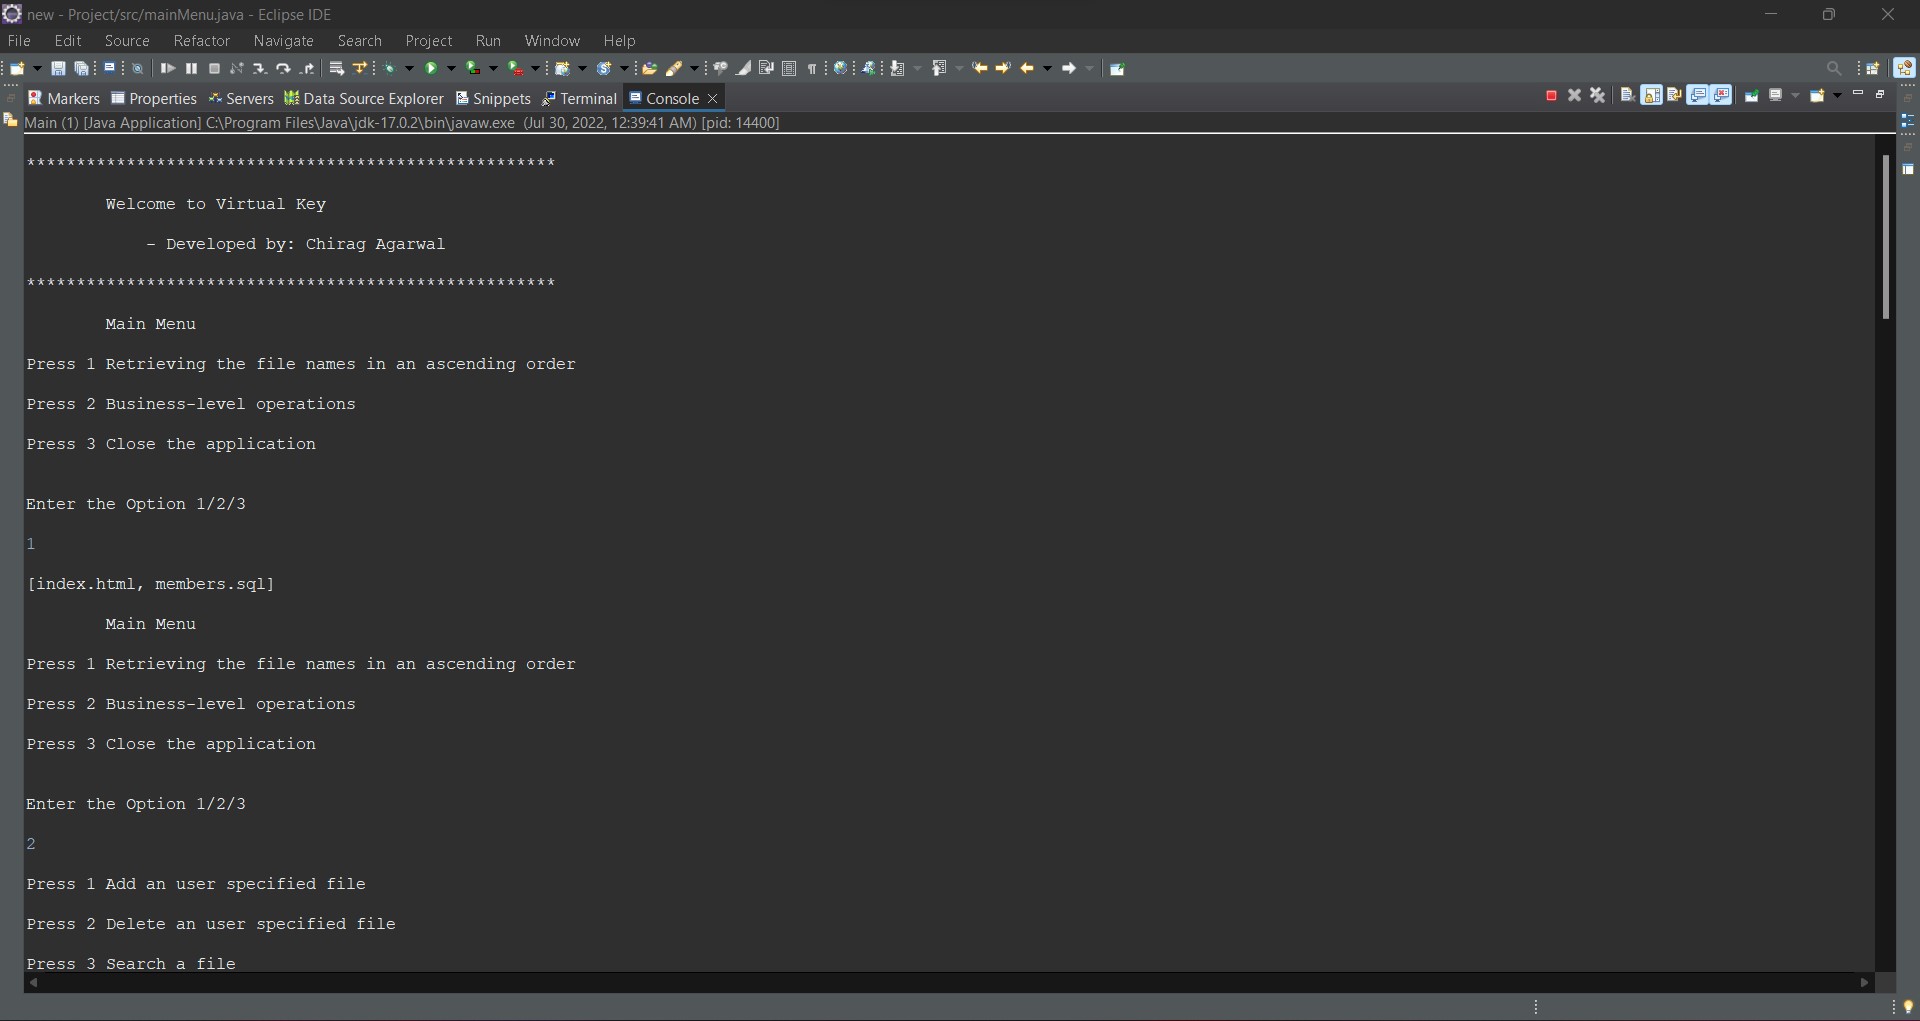 new - Project/src/mainMenu.java - Eclipse IDE
File Edit Source Refactor Navigate Search Project Run Window Help
Markers Properties Servers Data Source Explorer Snippets Terminal Console
Main (1) [Java Application] C:\Program Files\Java\jdk-17.0.2\bin\javaw.exe (Jul 30, 2022, 12:39:41 AM) [pid: 14400]
*****************************************************
Welcome to Virtual Key
- Developed by: Chirag Agarwal
*****************************************************
Main Menu
Press 1 Retrieving the file names in an ascending order
Press 2 Business-level operations
Press 3 Close the application
Enter the Option 1/2/3
1
[index.html, members.sql]
Main Menu
Press 1 Retrieving the file names in an ascending order
Press 2 Business-level operations
Press 3 Close the application
Enter the Option 1/2/3
2
Press 1 Add an user specified file
Press 2 Delete an user specified file
Press 3 Search a file